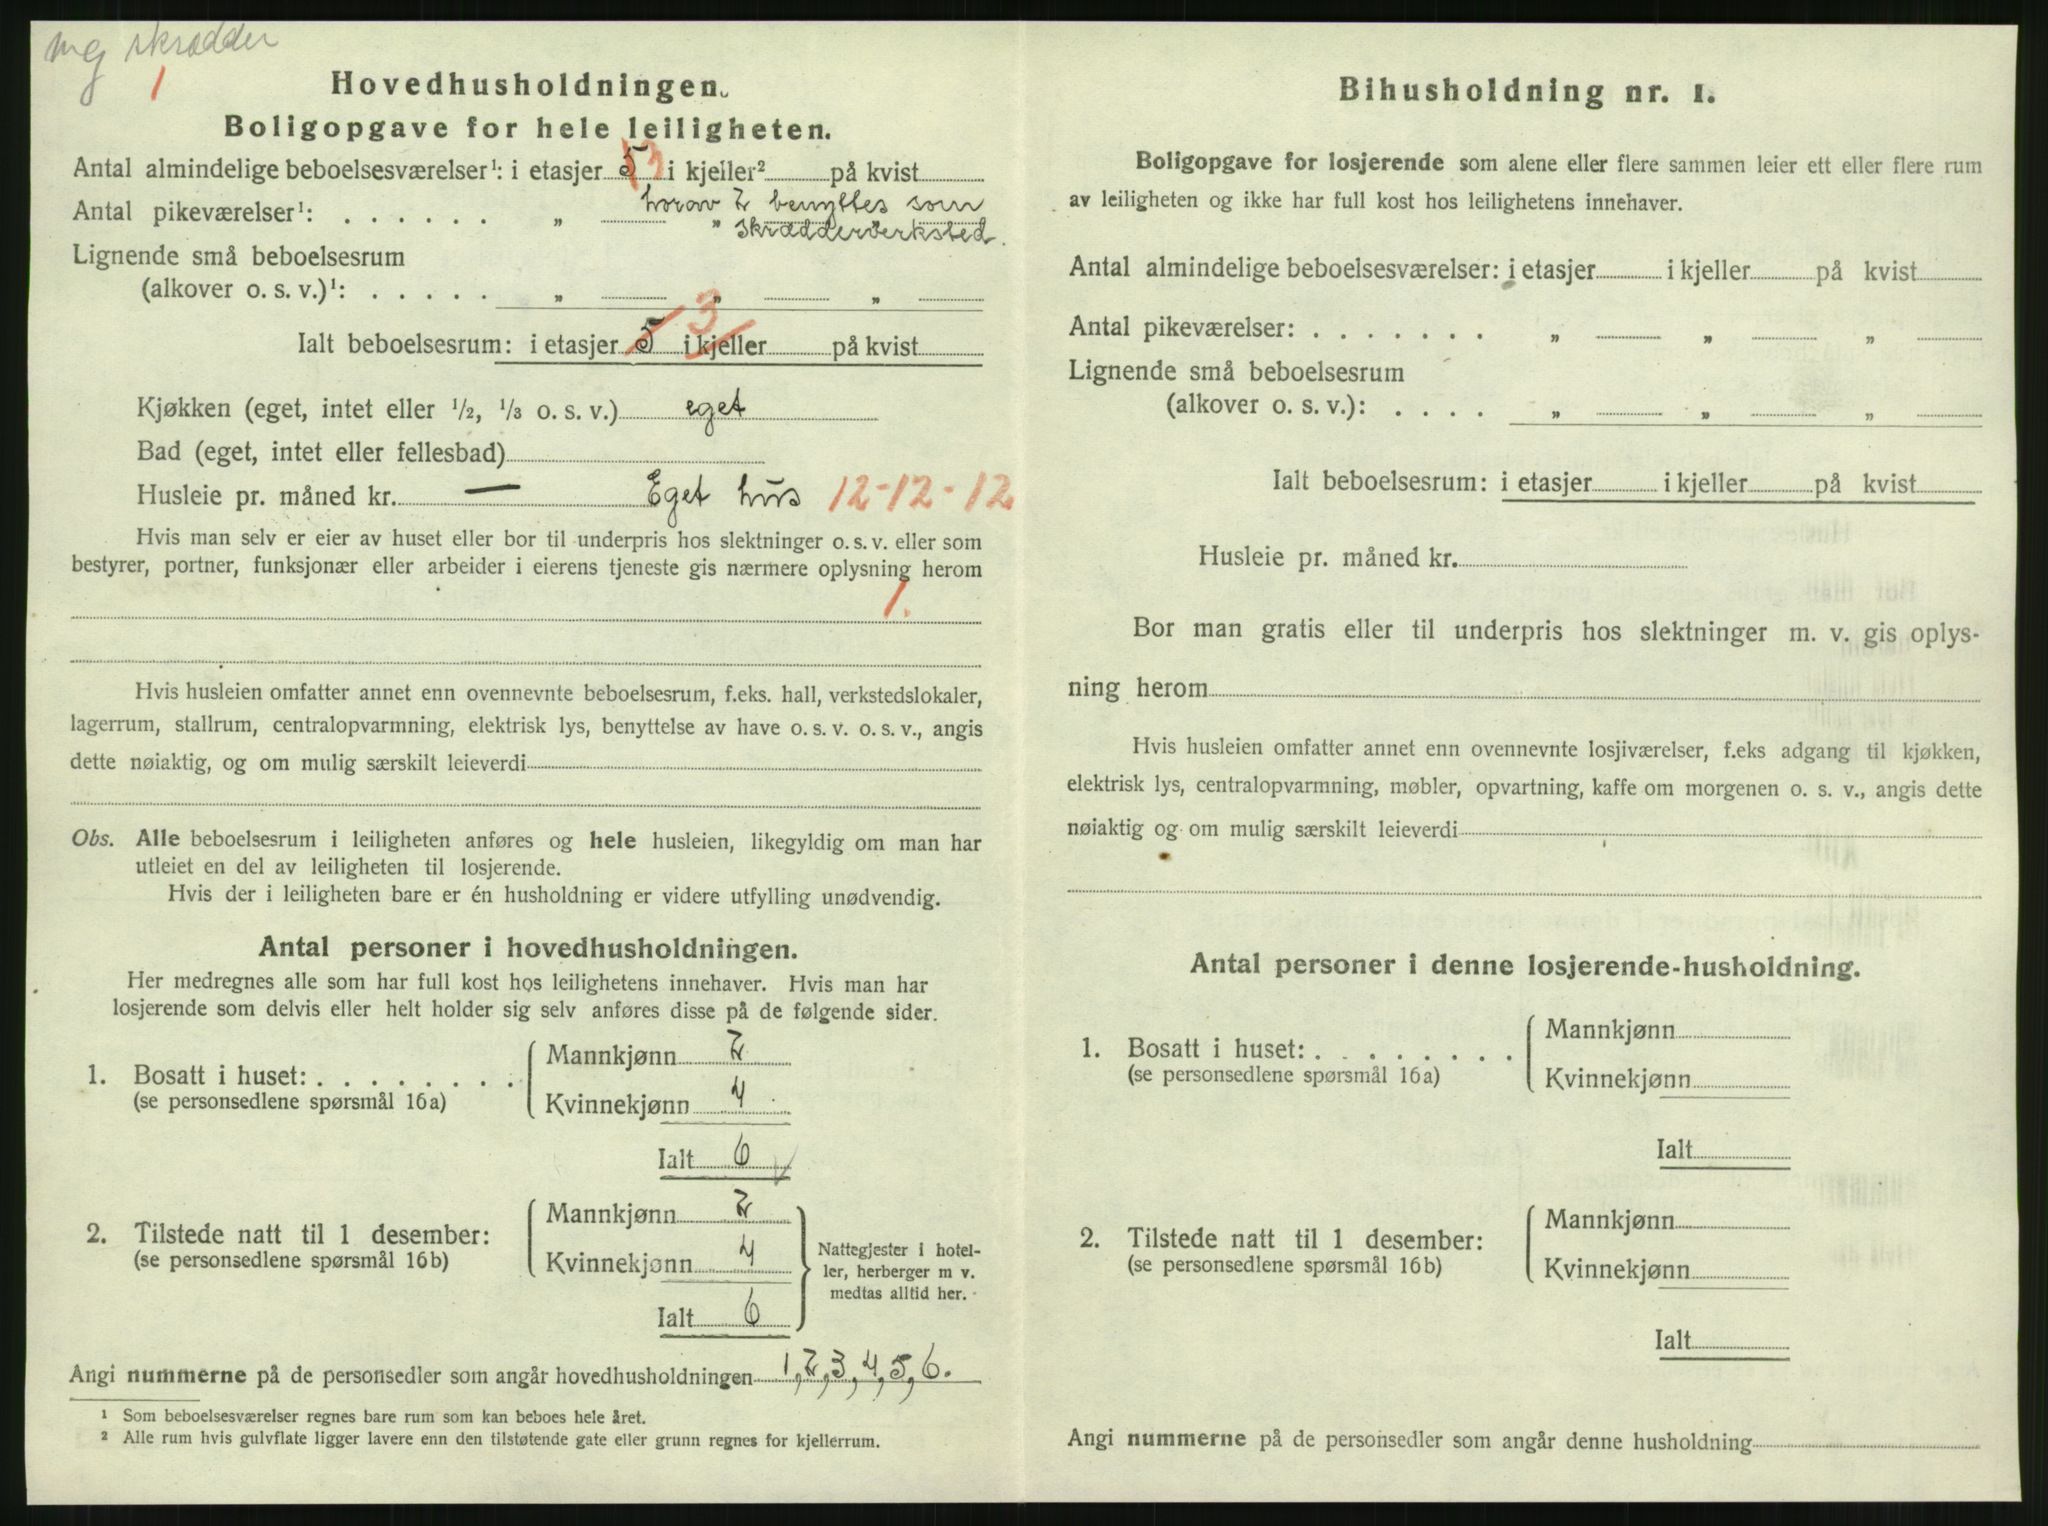 mg skrædder
1
Hovedhusholdningen.
Boligopgave for hele leiligheten.
Antal almindelige beboelsesværelser¹: i etasjer 5 3 i kjeller² på kvist
horav 2 benyttes som
Antal pikeværelser¹: . . . . . . „ „
Skrædderverksted.
Lignende små beboelsesrum
(alkover o. s. v.)¹: . . . . . „ „ „
Ialt beboelsesrum: i etasjer 5 3 i kjeller på kvist
Kjøkken (eget, intet eller 1/2, 1/3 o. s. v.) eget
Bad (eget, intet eller fellesbad)
Husleie pr. måned kr. — Eget hus 12-12-12
Hvis man selv er eier av huset eller bor til underpris hos slektninger o. s. v. eller som
bestyrer, portner, funksjonær eller arbeider i eierens tjeneste gis nærmere oplysning herom
1.
Hvis husleien omfatter annet enn ovennevnte beboelsesrum, f.eks. hall, verkstedslokaler,
lagerrum, stallrum, centralopvarmning, elektrisk lys, benyttelse av have o. s. v. o. s. v., angis
dette nøiaktig, og om mulig særskilt leieverdi
Obs. Alle beboelsesrum i leiligheten anføres og hele husleien, likegyldig om man har
utleiet en del av leiligheten til losjerende.
Hvis der i leiligheten bare er én husholdning er videre utfylling unødvendig.
Antal personer i hovedhusholdningen.
Her medregnes alle som har full kost hos leilighetens innehaver. Hvis man har
losjerende som delvis eller helt holder sig selv anføres disse på de følgende sider.
Mannkjønn 2
1. Bosatt i huset: . . . . . . . .
(se personsedlene spørsmål 16a)
Kvinnekjønn 4
Ialt 6
Mannkjønn 2
2. Tilstede natt til 1 desember:
(se personsedlene spørsmål 16b)
Kvinnekjønn 4
Nattegjester i hotel-
ler, herberger m v.
medtas alltid her.
Ialt 6
Angi nummerne på de personsedler som angår hovedhusholdningen 1, 2, 3, 4, 5, 6.
¹ Som beboelsesværelser regnes bare rum som kan beboes hele året.
² Alle rum hvis gulvflate ligger lavere enn den tilstøtende gate eller grunn regnes for kjellerrum.
Bihusholdning nr. 1.
Boligopgave for losjerende som alene eller flere sammen leier ett eller flere rum
av leiligheten og ikke har full kost hos leilighetens innehaver.
Antal almindelige beboelsesværelser: i etasjer i kjeller på kvist
Antal pikeværelser: . . . . . . . „ „ „
Lignende små beboelsesrum
(alkover o. s. v.): . . . . „ „ „
Ialt beboelsesrum: i etasjer i kjeller på kvist
Husleie pr. måned kr.
Bor man gratis eller til underpris hos slektninger m. v. gis oplys-
ning herom
Hvis husleien omfatter annet enn ovennevnte losjiværelser, f.eks adgang til kjøkken,
elektrisk lys, centralopvarmning, møbler, opvartning, kaffe om morgenen o. s. v., angis dette
nøiaktig og om mulig særskilt leieverdi
Antal personer i denne losjerende-husholdning.
Mannkjønn
1. Bosatt i huset: . . . . . . . .
(se personsedlene spørsmål 16a)
Kvinnekjønn
Ialt
Mannkjønn
2. Tilstede natt til 1 desember:
(se personsedlene spørsmål 16b)
Kvinnekjønn
Ialt
Angi nummerne på de personsedler som angår denne husholdning